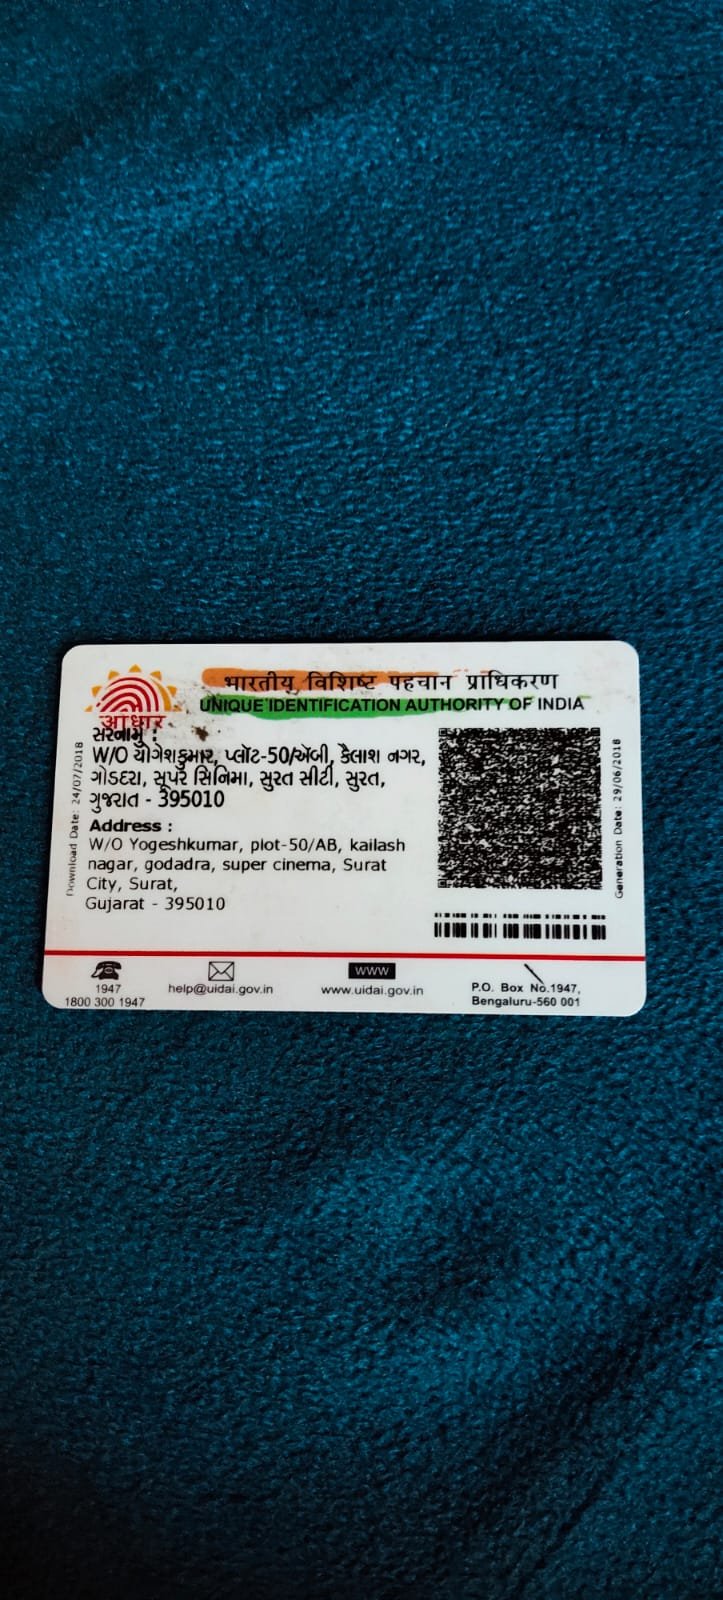 भारतीय विशिष्ट पहचान प्राधिकरण
UNIQUE IDENTIFICATION AUTHORITY OF INDIA
आधार
સરનામું :
W/O યોગેશકુમાર, પ્લૉટ-50/ઍબી, કૈલાશ નગર,
ગોડદરા, સૂપર સિનિમા, સુરત સીટી, સુરત,
ગુજરાત - 395010
Address :
W/O Yogeshkumar, plot-50/AB, kailash
nagar, godadra, super cinema, Surat
City, Surat,
Gujarat - 395010
Download Date: 24/07/2018
Generation Date: 29/06/2018
1947
1800 300 1947
help@uidai.gov.in
www
www.uidai.gov.in
P.O. Box No.1947,
Bengaluru-560 001